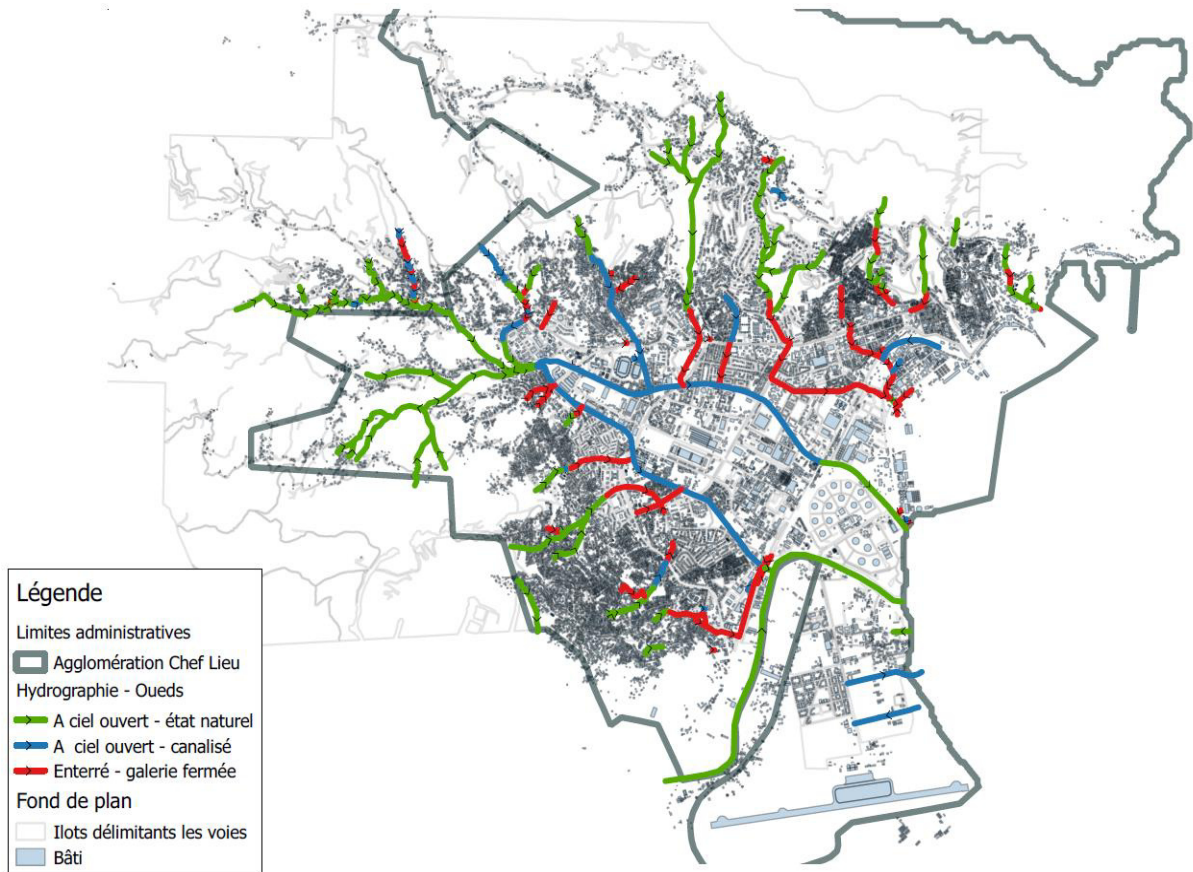 Légende
Limites administratives
Agglomération Chef Lieu
Hydrographie - Oueds
A ciel ouvert - état naturel
A  ciel ouvert - canalisé
Enterré - galerie fermée
Fond de plan
Ilots délimitants les voies
Bâti